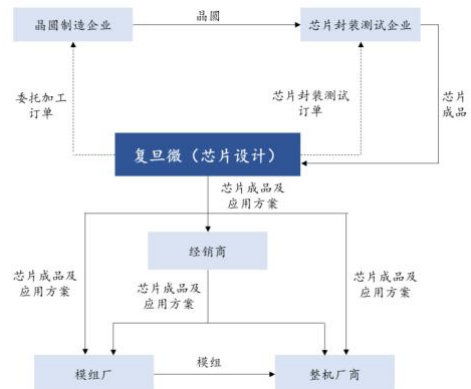 晶圆
晶圆制造企业
芯片封装测试企业
委托加工
订单
芯片封装测试
订单
芯片
成品
复旦微（芯片设计）
芯片成品及
应用方案
经销商
芯片成品及
应用方案
芯片成品及
应用方案
芯片成品及
应用方案
模组
模组厂
整机厂商